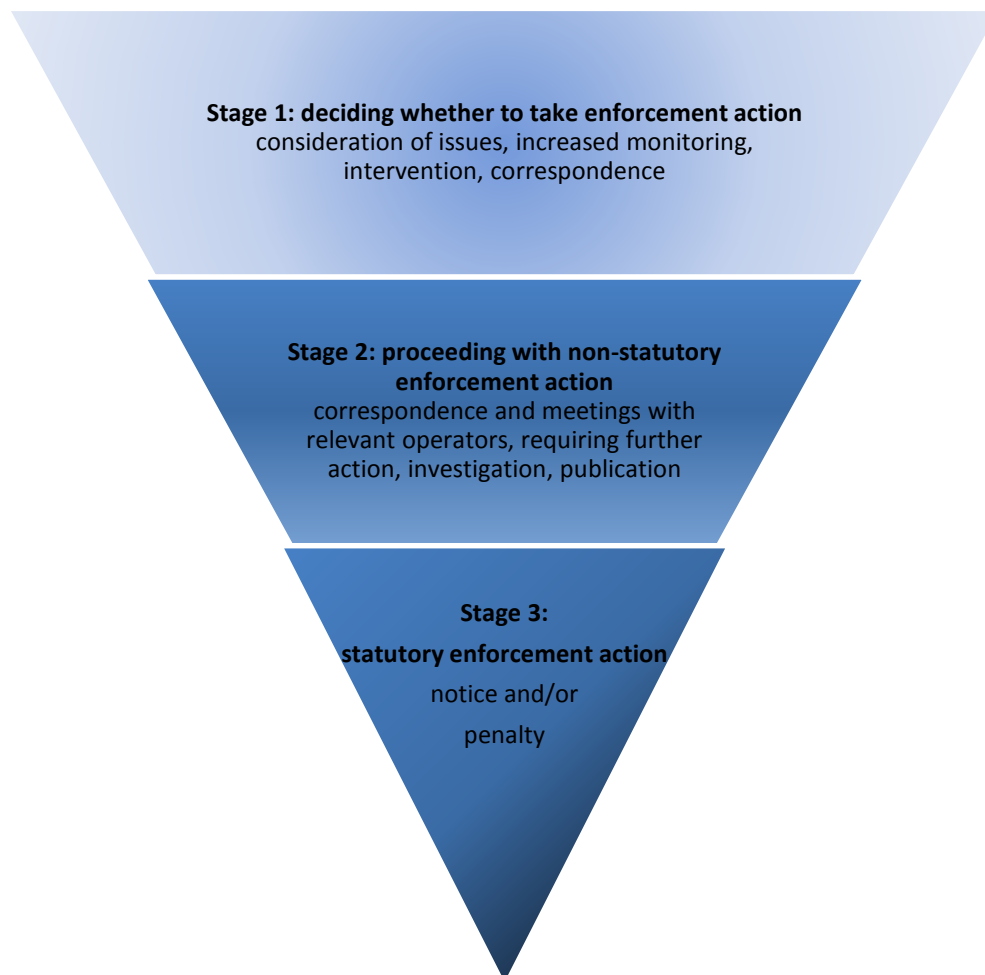 Stage 1: deciding whether to take enforcement action
consideration of issues, increased monitoring,
intervention, correspondence
Stage 2: proceeding with non-statutory
enforcement action
correspondence and meetings with
relevant operators, requiring further
action, investigation, publication
Stage 3:
statutory enforcement action
notice and/or
penalty